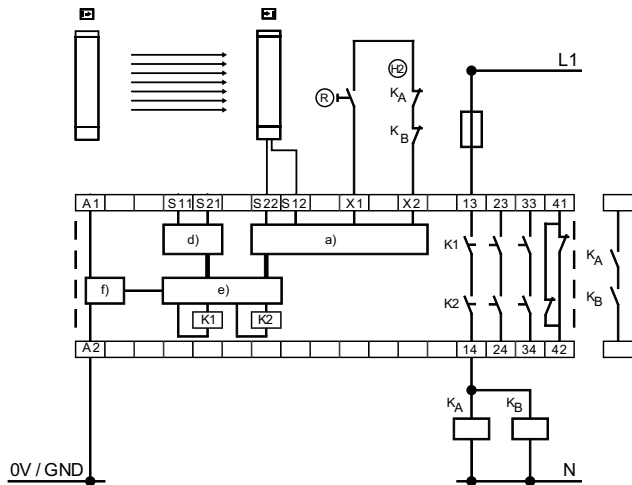 L1
H2
R
KA
KB
A1 S11 S21 S22 S12 X1 X2 13 23 33 41
d) a) K1
KA
f) e)
KB
K1 K2 K2
A2 14 24 34 42
KA KB
0V / GND N